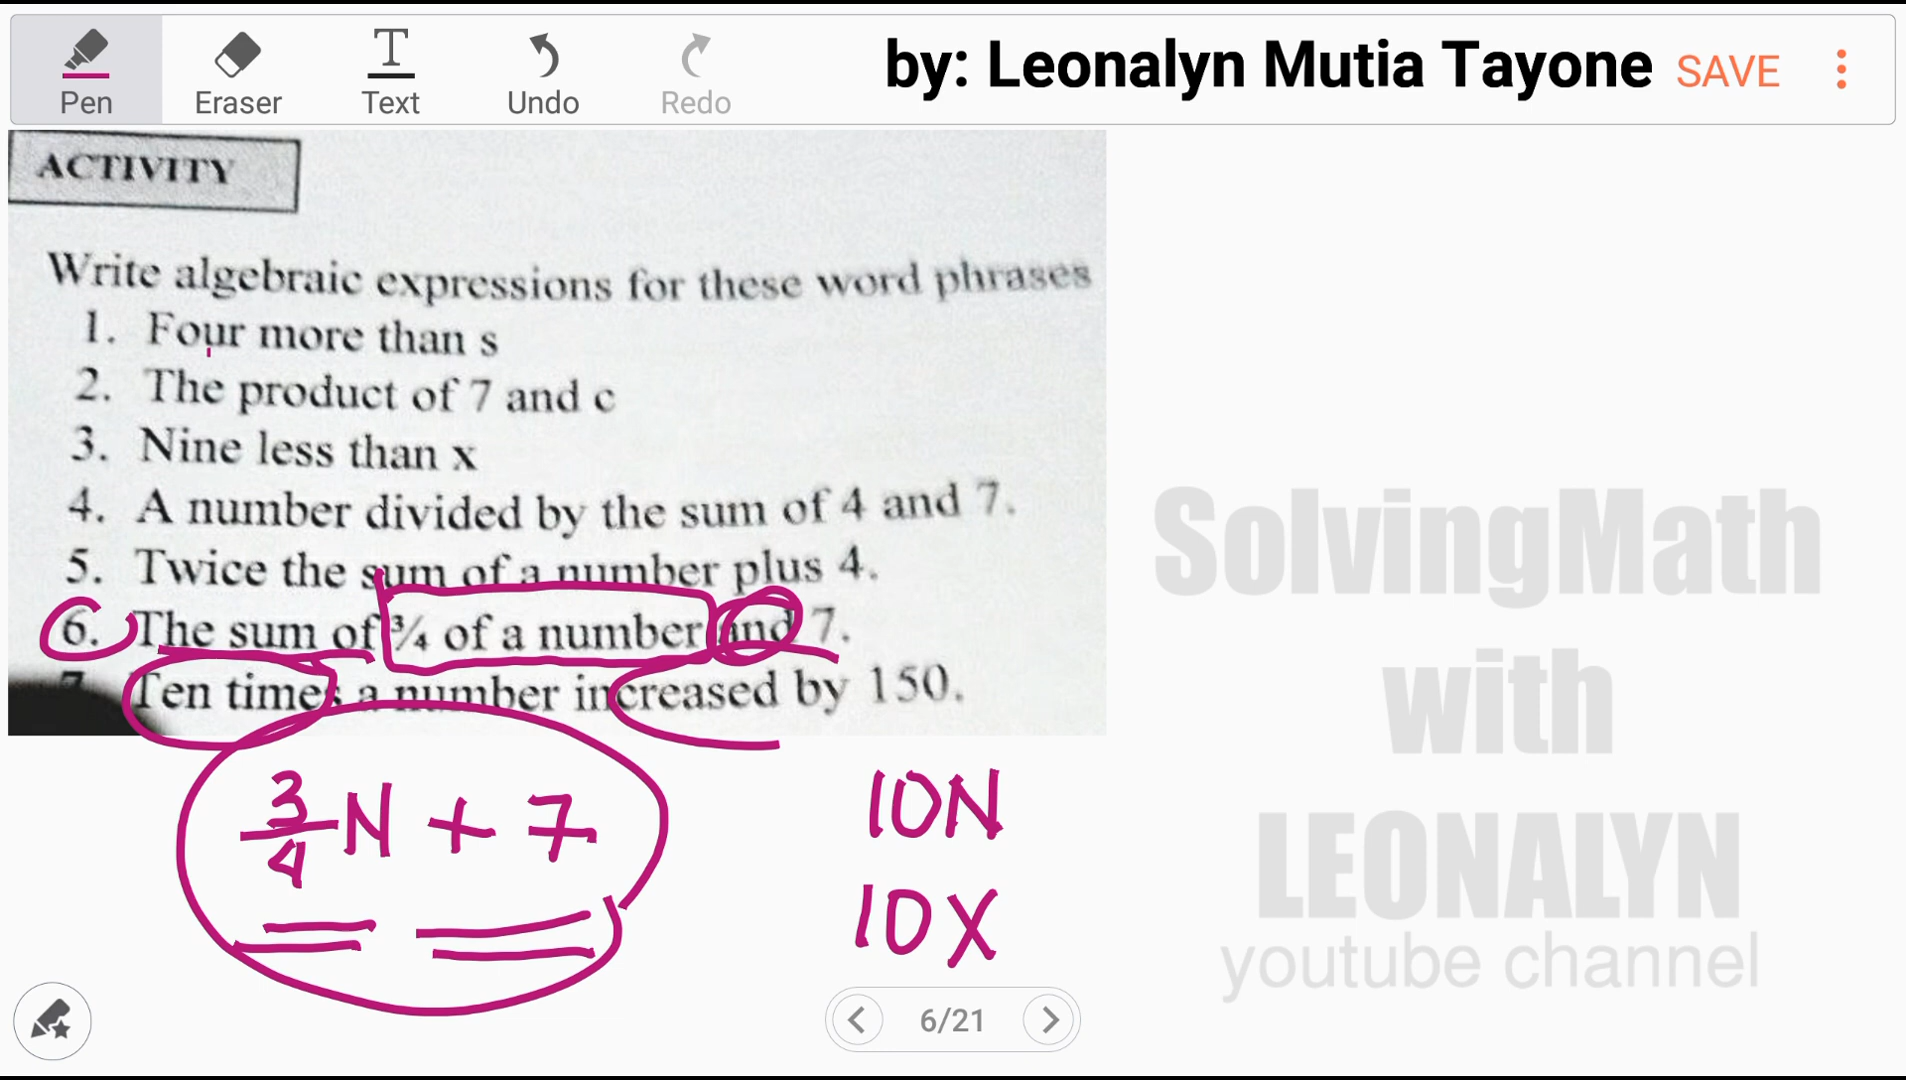 Pen
Eraser
Text
Undo
Redo
by: Leonalyn Mutia Tayone
SAVE
ACTIVITY
Write algebraic expressions for these word phrases
1. Four more than s
2. The product of 7 and c
3. Nine less than x
4. A number divided by the sum of 4 and 7.
5. Twice the sum of a number plus 4.
6. The sum of ¾ of a number and 7.
7. Ten times a number increased by 150.
3/4 N + 7
10N
10X
SolvingMath
with
LEONALYN
youtube channel
6/21